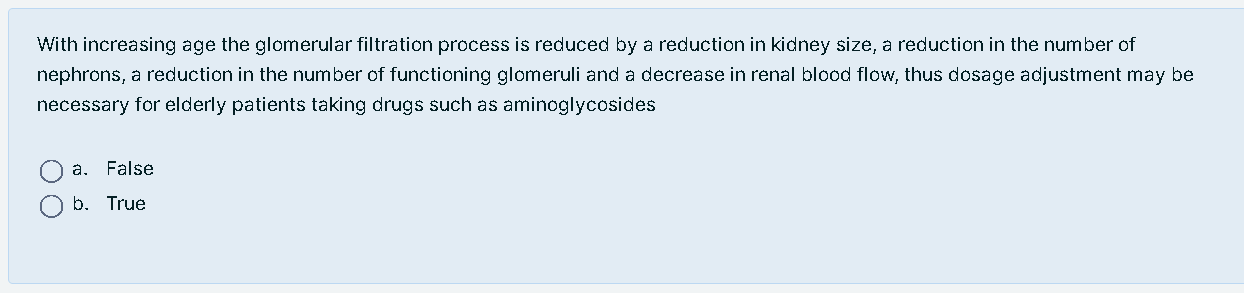 With increasing age the glomerular filtration process is reduced by a reduction in kidney size, a reduction in the number of
nephrons, a reduction in the number of functioning glomeruli and a decrease in renal blood flow, thus dosage adjustment may be
necessary for elderly patients taking drugs such as aminoglycosides
a. False
b. True